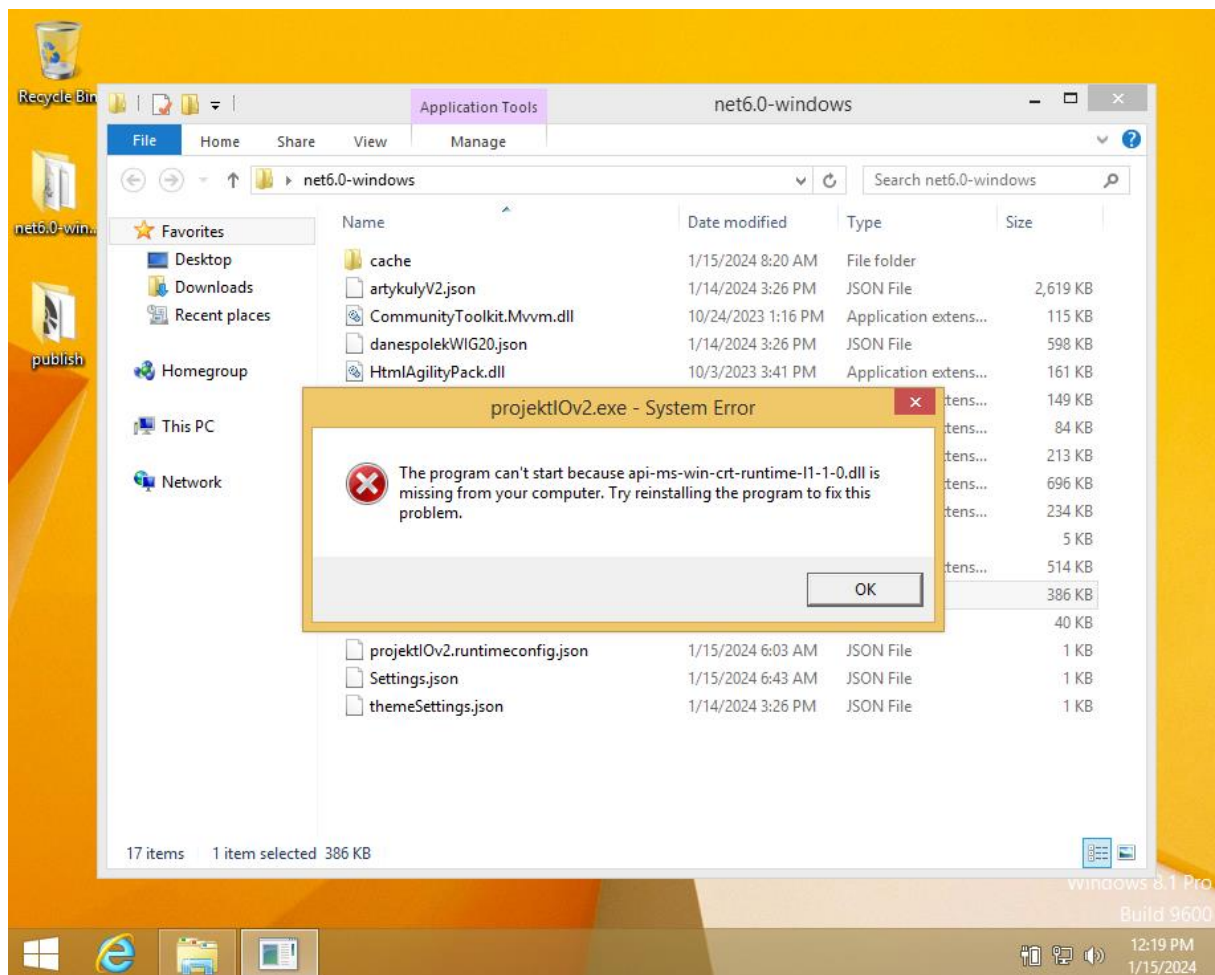 Recycle Bin
net6.0-win...
publish
Application Tools
net6.0-windows
File Home Share View Manage
net6.0-windows
Search net6.0-windows
Favorites
Desktop
Downloads
Recent places
Homegroup
This PC
Network
Name Date modified Type Size
cache 1/15/2024 8:20 AM File folder
artykulyV2.json 1/14/2024 3:26 PM JSON File 2,619 KB
CommunityToolkit.Mvvm.dll 10/24/2023 1:16 PM Application extens... 115 KB
danespolekWIG20.json 1/14/2024 3:26 PM JSON File 598 KB
HtmlAgilityPack.dll 10/3/2023 3:41 PM Application extens... 161 KB
tens... 149 KB
tens... 84 KB
tens... 213 KB
tens... 696 KB
tens... 234 KB
5 KB
tens... 514 KB
386 KB
40 KB
projektIOv2.exe - System Error
The program can't start because api-ms-win-crt-runtime-l1-1-0.dll is
missing from your computer. Try reinstalling the program to fix this
problem.
OK
projektIOv2.runtimeconfig.json 1/15/2024 6:03 AM JSON File 1 KB
Settings.json 1/15/2024 6:43 AM JSON File 1 KB
themeSettings.json 1/14/2024 3:26 PM JSON File 1 KB
17 items 1 item selected 386 KB
Windows 8.1 Pro
Build 9600
12:19 PM
1/15/2024